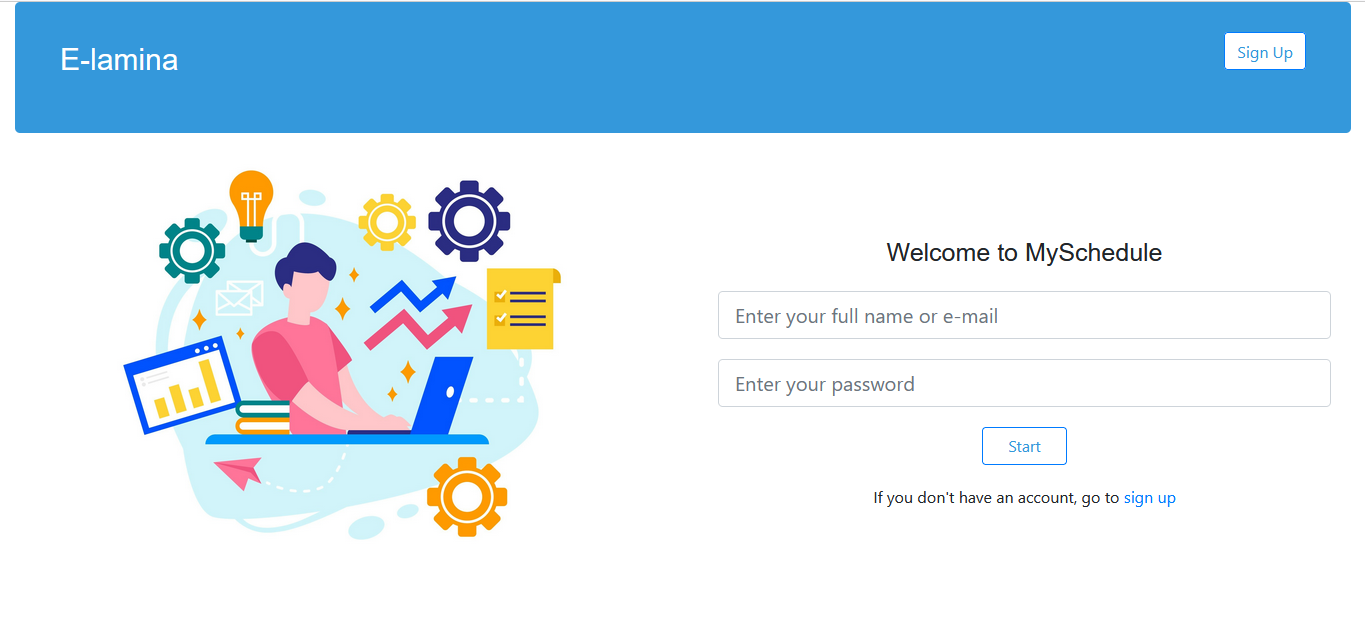 E-lamina
Sign Up
Welcome to MySchedule
Enter your full name or e-mail
Enter your password
Start
If you don't have an account, go to sign up